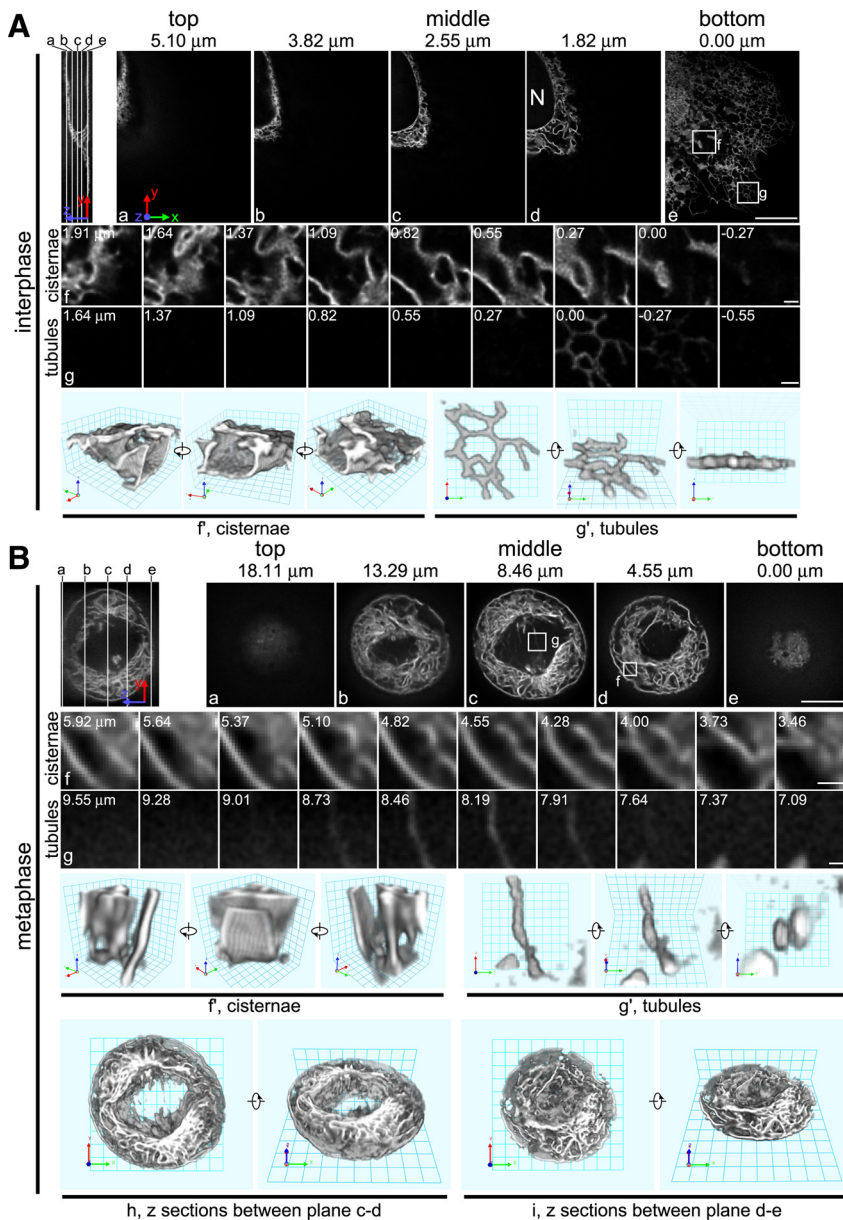 A
top
middle
bottom
a b c d e
5.10 µm
3.82 µm
2.55 µm
1.82 µm
0.00 µm
interphase
z
y
a
y
z
x
b
c
N
d
f
g
e
cisternae
1.91 µm
1.64
1.37
1.09
0.82
0.55
0.27
0.00
-0.27
f
tubules
1.64 µm
1.37
1.09
0.82
0.55
0.27
0.00
-0.27
-0.55
g
f', cisternae
g', tubules
B
top
middle
bottom
a b c d e
18.11 µm
13.29 µm
8.46 µm
4.55 µm
0.00 µm
metaphase
z
y
a
b
g
c
f
d
e
cisternae
5.92 µm
5.64
5.37
5.10
4.82
4.55
4.28
4.00
3.73
3.46
f
tubules
9.55 µm
9.28
9.01
8.73
8.46
8.19
7.91
7.64
7.37
7.09
g
f', cisternae
g', tubules
h, z sections between plane c-d
i, z sections between plane d-e